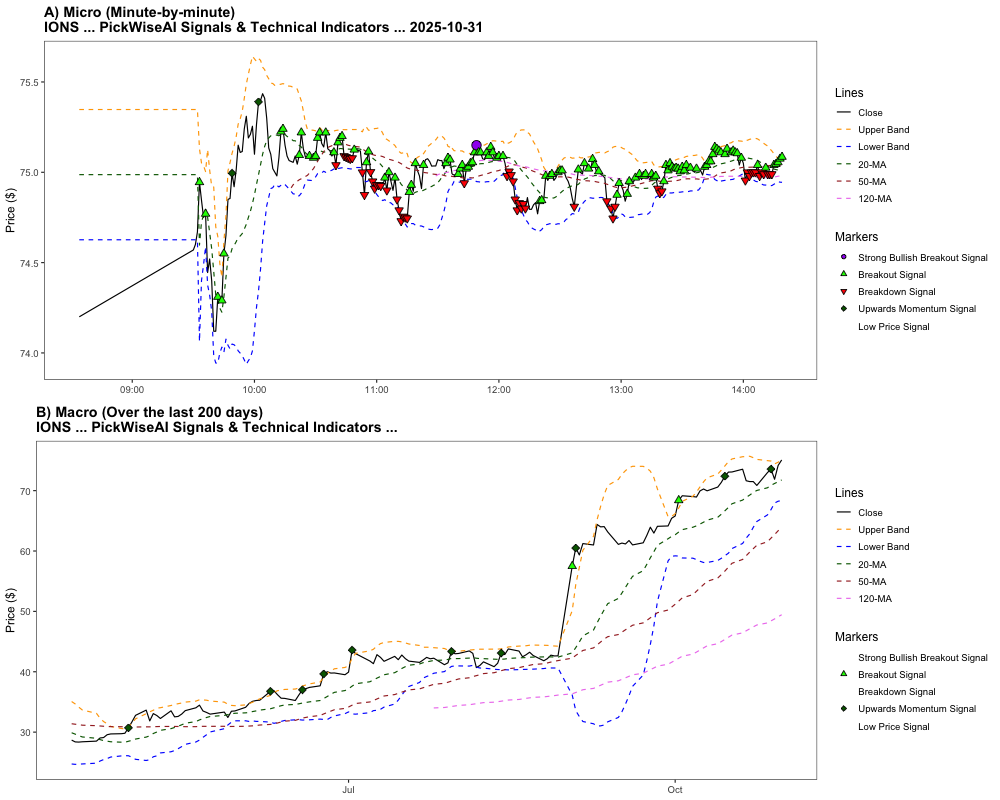 A) Micro (Minute-by-minute)
IONS ... PickWiseAI Signals & Technical Indicators ... 2025-10-31
Price ($)
75.5
75.0
74.5
74.0
09:00
10:00
11:00
12:00
13:00
14:00
Lines
Close
Upper Band
Lower Band
20-MA
50-MA
120-MA
Markers
Strong Bullish Breakout Signal
Breakout Signal
Breakdown Signal
Upwards Momentum Signal
Low Price Signal
B) Macro (Over the last 200 days)
IONS ... PickWiseAI Signals & Technical Indicators ...
Price ($)
70
60
50
40
30
Jul
Oct
Lines
Close
Upper Band
Lower Band
20-MA
50-MA
120-MA
Markers
Strong Bullish Breakout Signal
Breakout Signal
Breakdown Signal
Upwards Momentum Signal
Low Price Signal